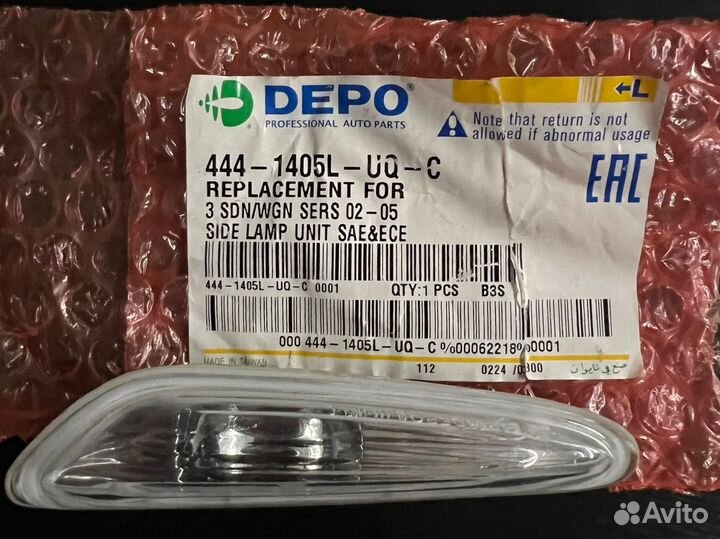 DEPO®
PROFESSIONAL AUTO PARTS
←L
Note that return is not
allowed if abnormal usage
444-1405L-UQ-C
REPLACEMENT FOR
3 SDN/WGN SERS 02-05
SIDE LAMP UNIT SAE&ECE
EAC
444-1405L-UQ-C 0001
QTY:1 PCS
B3S
000 444-1405L-UQ-C%00062218%0001
MADE IN TAIWAN
112
0224
صنع في تايوان
Avito